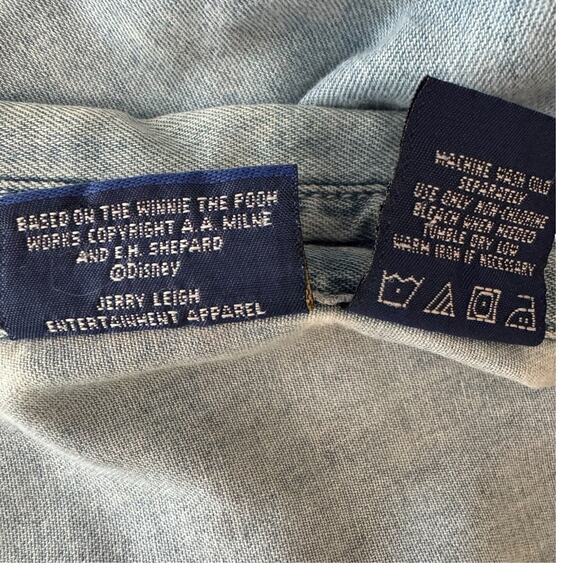 BASED ON THE WINNIE THE POOH
WORKS COPYRIGHT A. A. MILNE
AND E.H. SHEPARD
©Disney
JERRY LEIGH
ENTERTAINMENT APPAREL
MACHINE WASH COLD
SEPARATELY
USE ONLY NON CHLORINE
BLEACH WHEN NEEDED
TUMBLE DRY LOW
WARM IRON IF NECESSARY